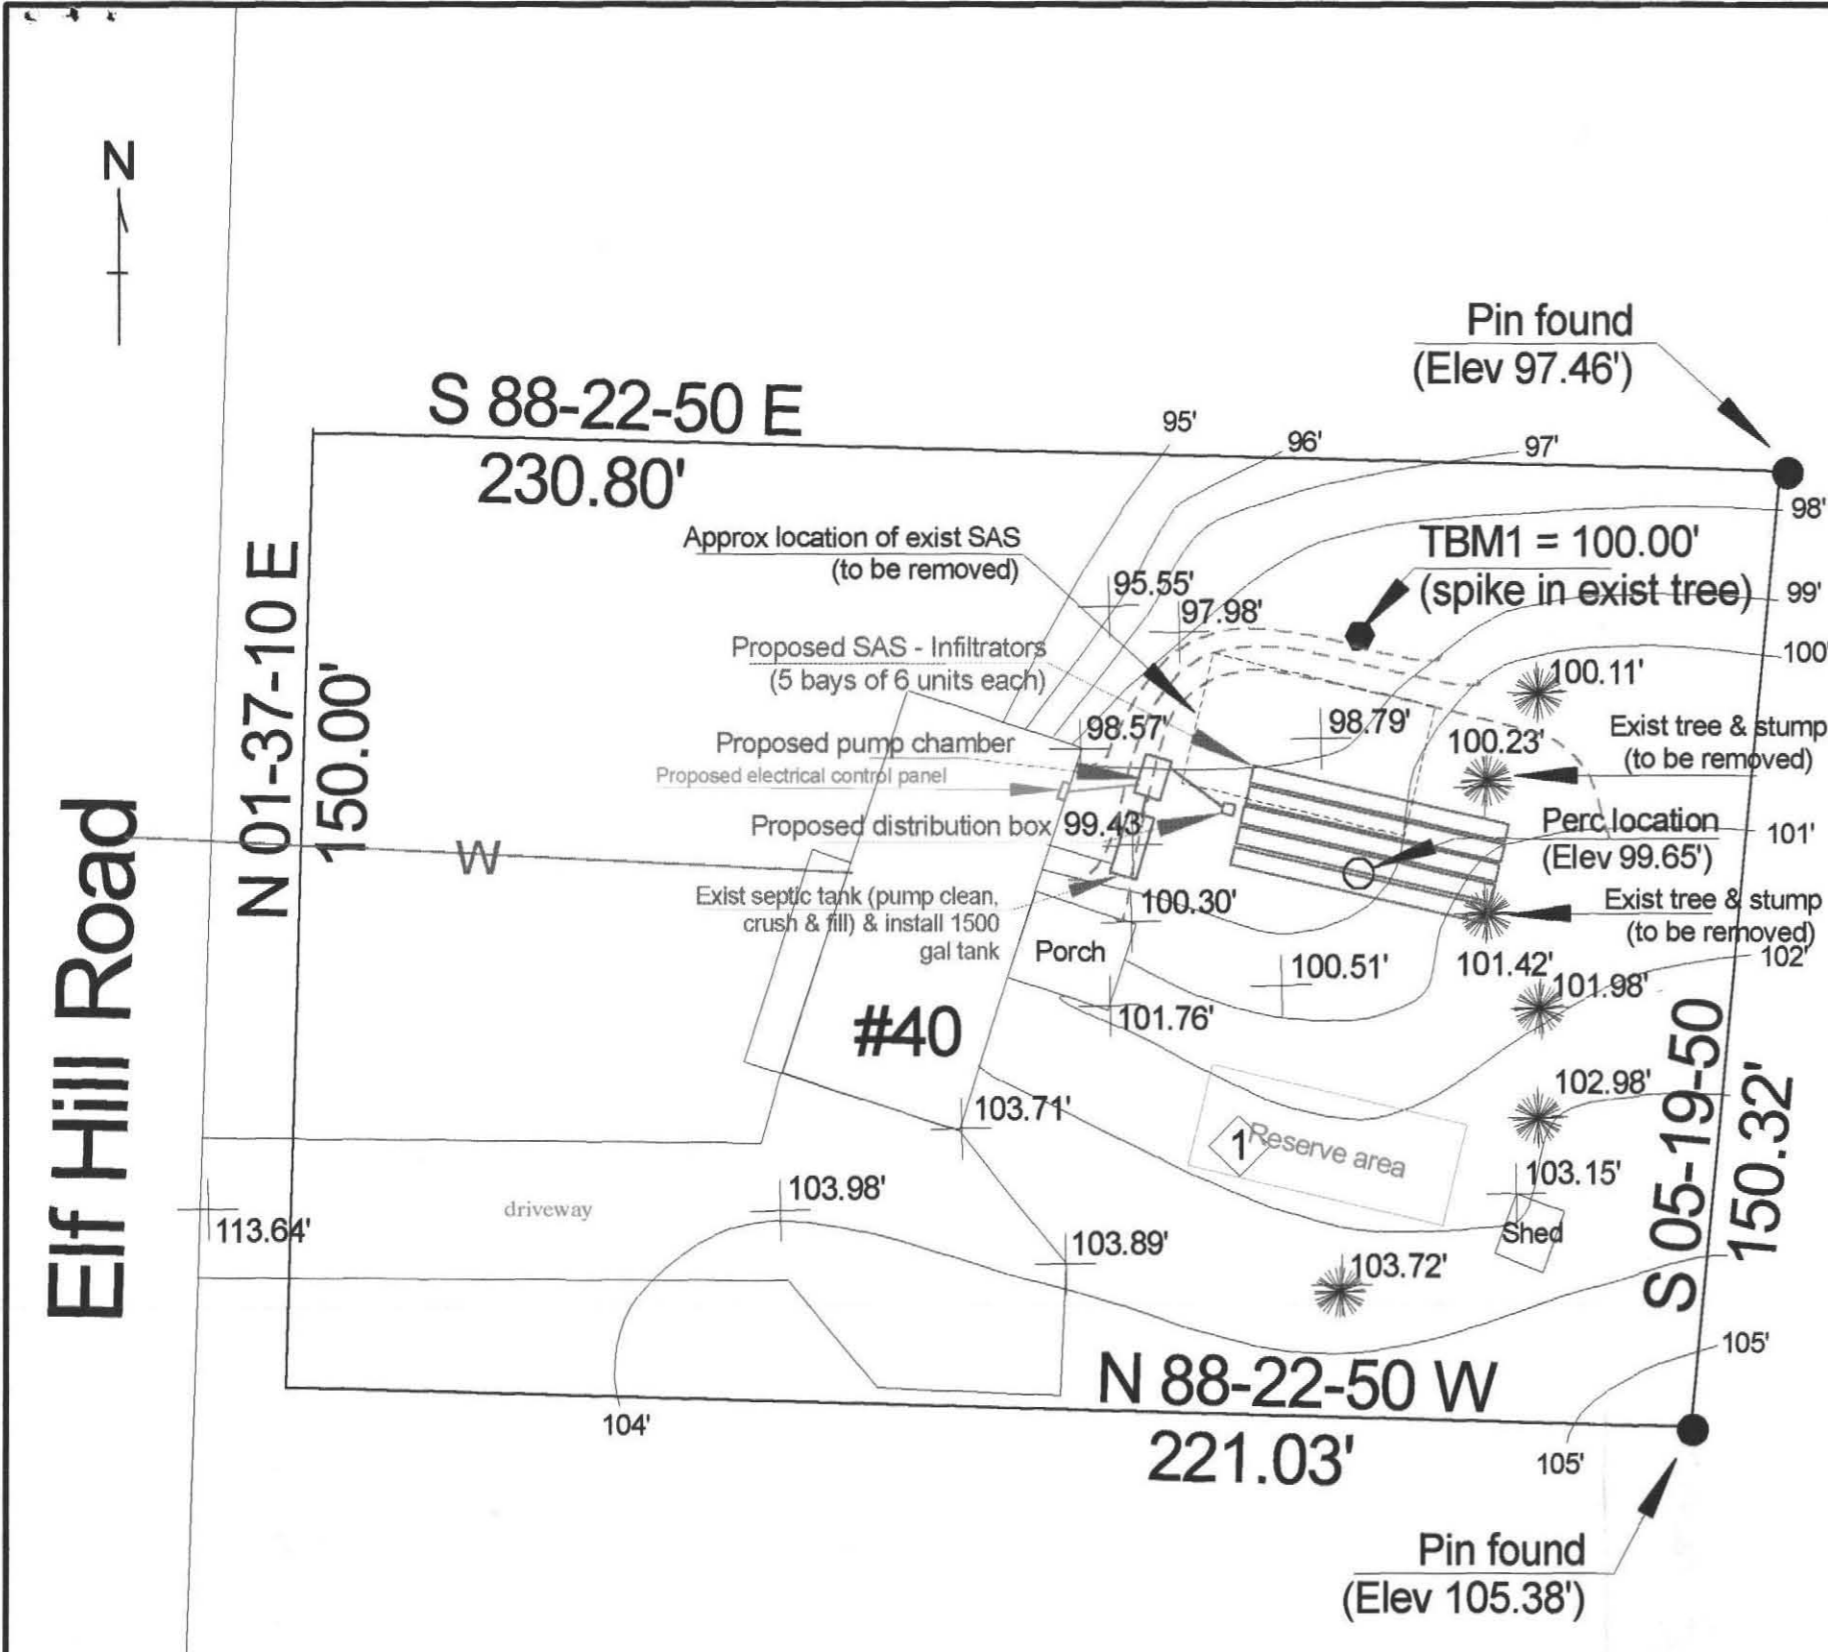 N
Pin found
(Elev 97.46')
S 88-22-50 E
230.80'
95'
96'
97'
98'
Approx location of exist SAS
(to be removed)
TBM1 = 100.00'
(spike in exist tree)
99'
95.55'
97.98'
N 01-37-10 E
150.00'
Proposed SAS - Infiltrators
(5 bays of 6 units each)
100'
100.11'
98.57'
98.79'
100.23'
Exist tree & stump
(to be removed)
Proposed pump chamber
Proposed electrical control panel
Proposed distribution box
99.43'
Perc location
(Elev 99.65')
101'
Elf Hill Road
W
Exist septic tank (pump clean,
crush & fill) & install 1500
gal tank
100.30'
Exist tree & stump
(to be removed)
Porch
100.51'
101.42'
102'
101.98'
#40
101.76'
S 05-19-50
150.32'
102.98'
103.71'
1
Reserve area
103.15'
103.98'
driveway
113.64'
Shed
103.89'
103.72'
105'
N 88-22-50 W
221.03'
104'
105'
Pin found
(Elev 105.38')